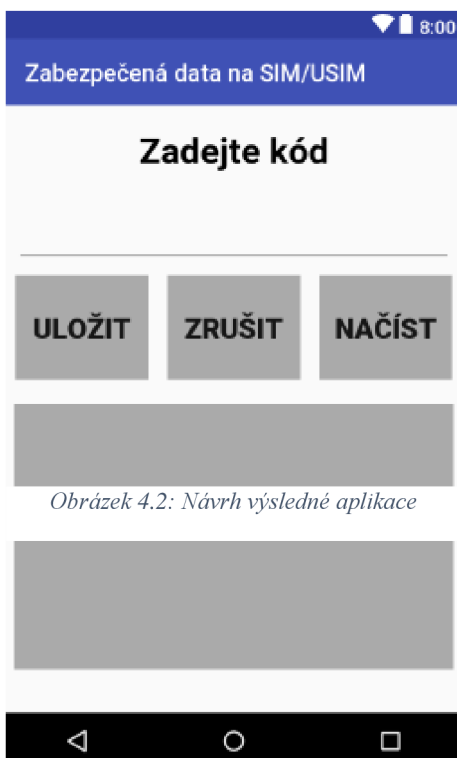 8:00
Zabezpečená data na SIM/USIM
Zadejte kód
ULOŽIT ZRUŠIT NAČÍST
Obrázek 4.2: Návrh výsledné aplikace